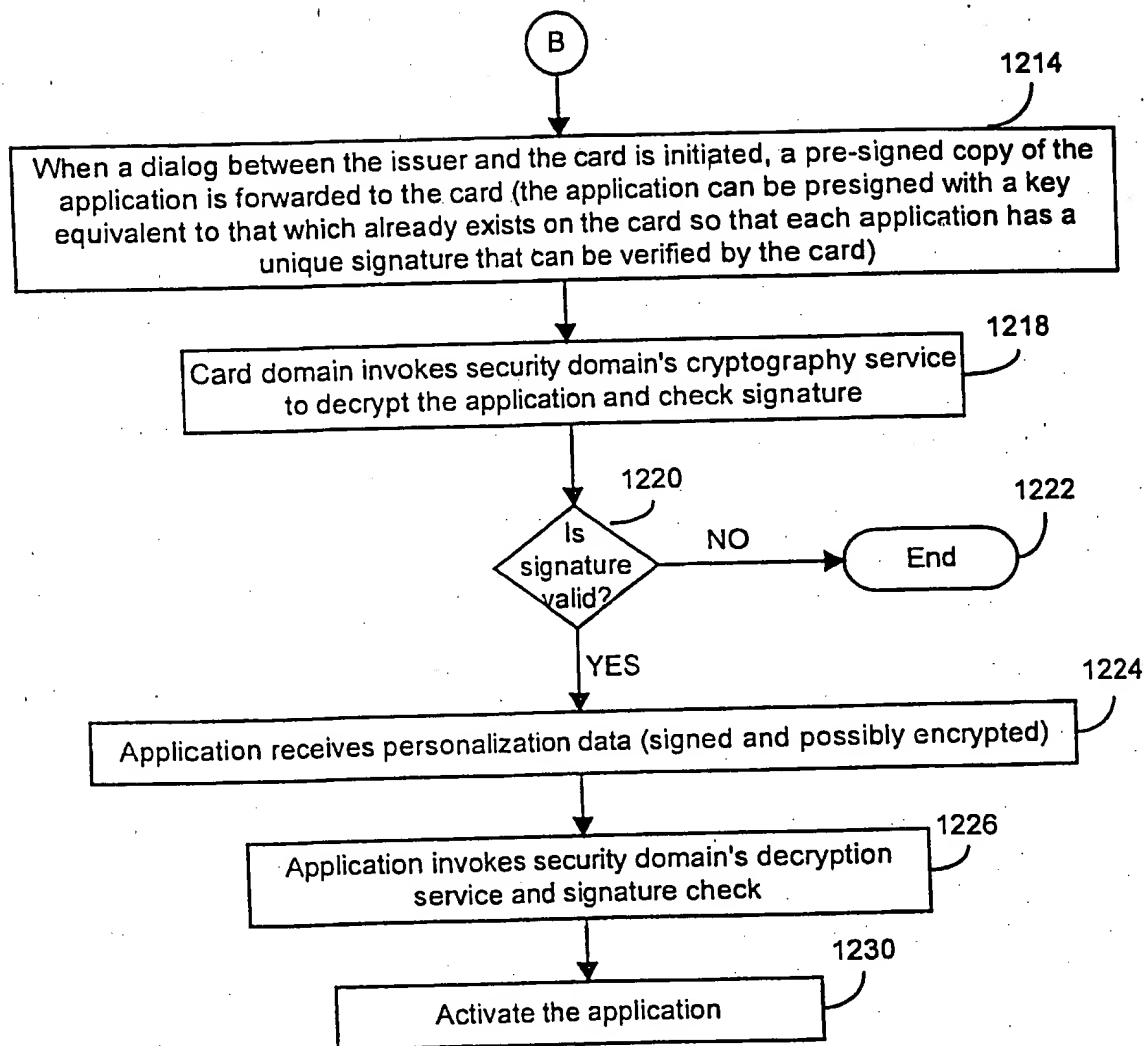 B
1214
When a dialog between the issuer and the card is initiated, a pre-signed copy of the
application is forwarded to the card (the application can be presigned with a key
equivalent to that which already exists on the card so that each application has a
unique signature that can be verified by the card)
1218
Card domain invokes security domain's cryptography service
to decrypt the application and check signature
1220
1222
Is
signature
valid?
NO
End
YES
1224
Application receives personalization data (signed and possibly encrypted)
1226
Application invokes security domain's decryption
service and signature check
1230
Activate the application